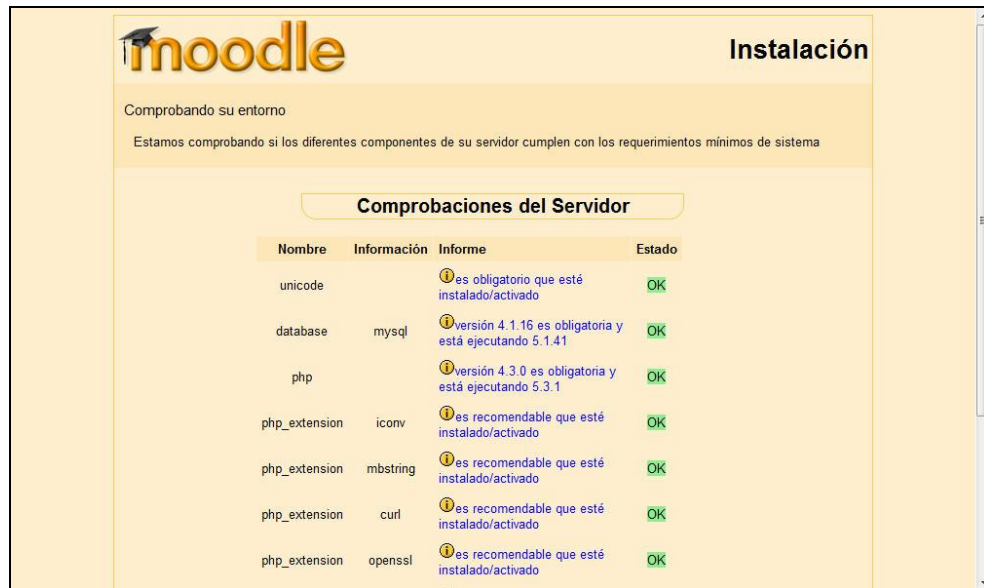 moodle
Instalación
Comprobando su entorno
Estamos comprobando si los diferentes componentes de su servidor cumplen con los requerimientos mínimos de sistema
Comprobaciones del Servidor
Nombre Información Informe Estado
unicode es obligatorio que esté instalado/activado OK
database mysql versión 4.1.16 es obligatoria y está ejecutando 5.1.41 OK
php versión 4.3.0 es obligatoria y está ejecutando 5.3.1 OK
php_extension iconv es recomendable que esté instalado/activado OK
php_extension mbstring es recomendable que esté instalado/activado OK
php_extension curl es recomendable que esté instalado/activado OK
php_extension openssl es recomendable que esté instalado/activado OK